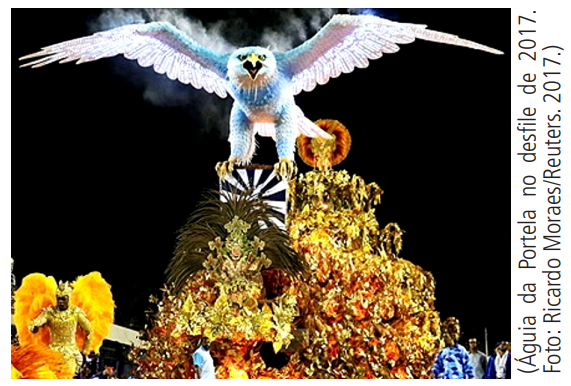 (Águia da Portela no desfile de 2017.
Foto: Ricardo Moraes/Reuters. 2017.)